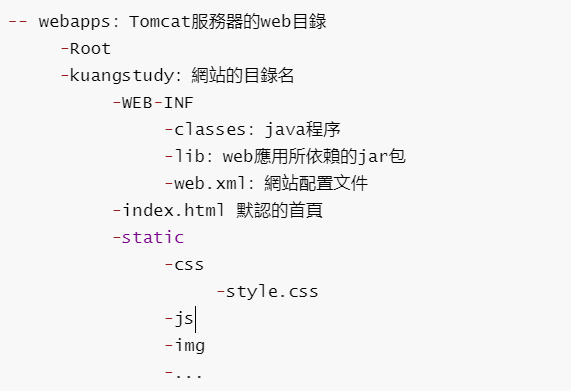 -- webapps：Tomcat服務器的web目錄
-Root
-kuangstudy：網站的目錄名
-WEB-INF
-classes：java程序
-lib：web應用所依賴的jar包
-web.xml：網站配置文件
-index.html 默認的首頁
-static
-css
-style.css
-js
-img
-...